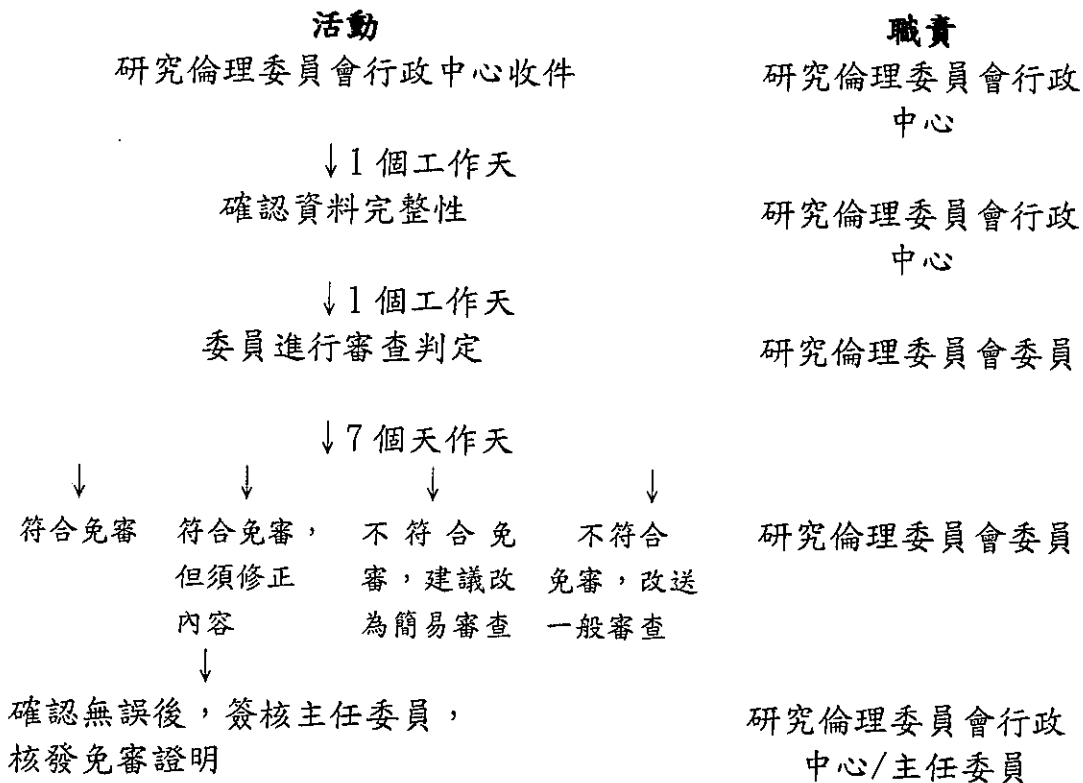 活動 職責
研究倫理委員會行政中心收件 研究倫理委員會行政
中心
↓1個工作天
確認資料完整性 研究倫理委員會行政
中心
↓1個工作天
委員進行審查判定 研究倫理委員會委員
↓7個天作天
↓ ↓ ↓ ↓
符合免審 符合免審, 不符合免 不符合 研究倫理委員會委員
但須修正 審,建議改 免審,改送
內容 為簡易審查 一般審查
↓
確認無誤後,簽核主任委員, 研究倫理委員會行政
核發免審證明 中心/主任委員